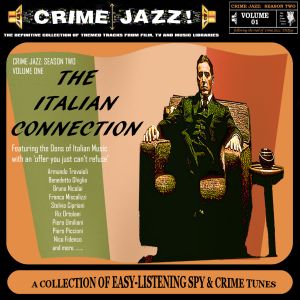 CRIME JAZZ!
THE DEFINITIVE COLLECTION OF THEMED TRACKS FROM FILM, TV AND MUSIC LIBRARIES
CRIME JAZZ: SEASON TWO
VOLUME
01
CRIME JAZZ: SEASON TWO
VOLUME ONE
THE
ITALIAN
CONNECTION
Featuring the Dons of Italian Music
with an 'offer you just can't refuse'
Armando Trovaioli
Benedetto Ghiglia
Bruno Nicolai
Franco Micalizzi
Stelvio Cipriani
Riz Ortolani
Piero Umiliani
Piero Piccioni
Nico Fidenco
and more .......
A COLLECTION OF EASY-LISTENING SPY & CRIME TUNES